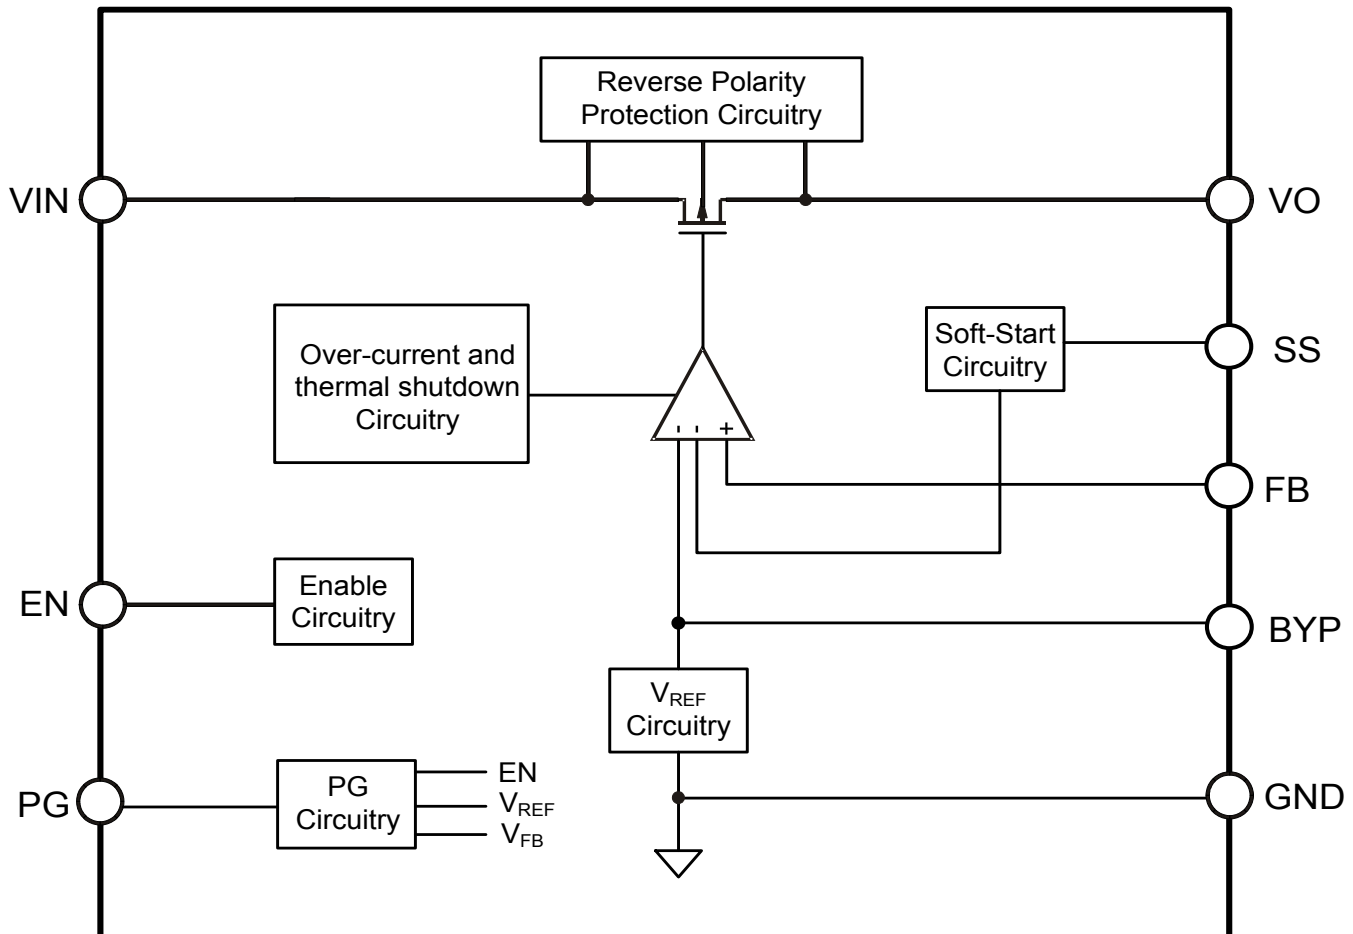 Reverse Polarity
Protection Circuitry
VIN
VO
Over-current and
thermal shutdown
Circuitry
Soft-Start
Circuitry
SS
- - +
FB
Enable
Circuitry
EN
BYP
VREF
Circuitry
PG
Circuitry
EN
VREF
VFB
PG
GND